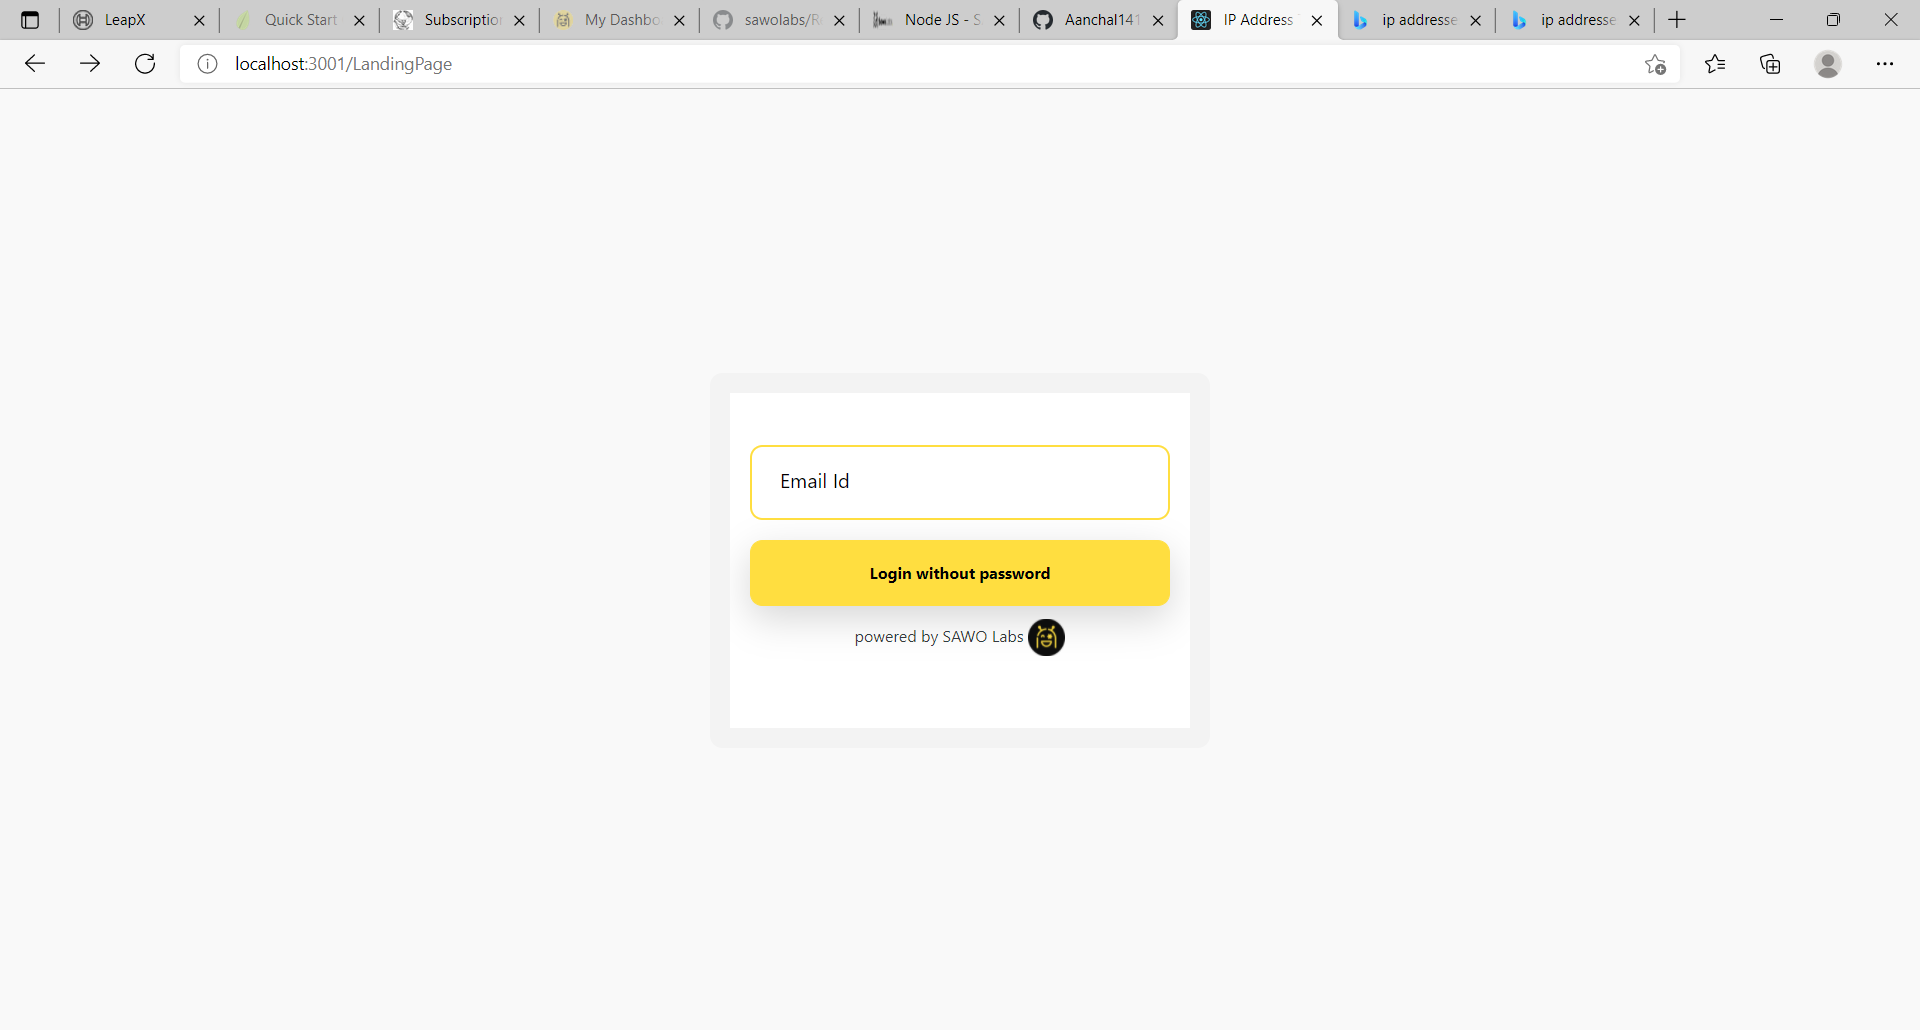 LeapX
Quick Start
Subscription
My Dashbo
sawolabs/R
Node JS - S
Aanchal141
IP Address
ip addresse
ip addresse
localhost:3001/LandingPage
Email Id
Login without password
powered by SAWO Labs